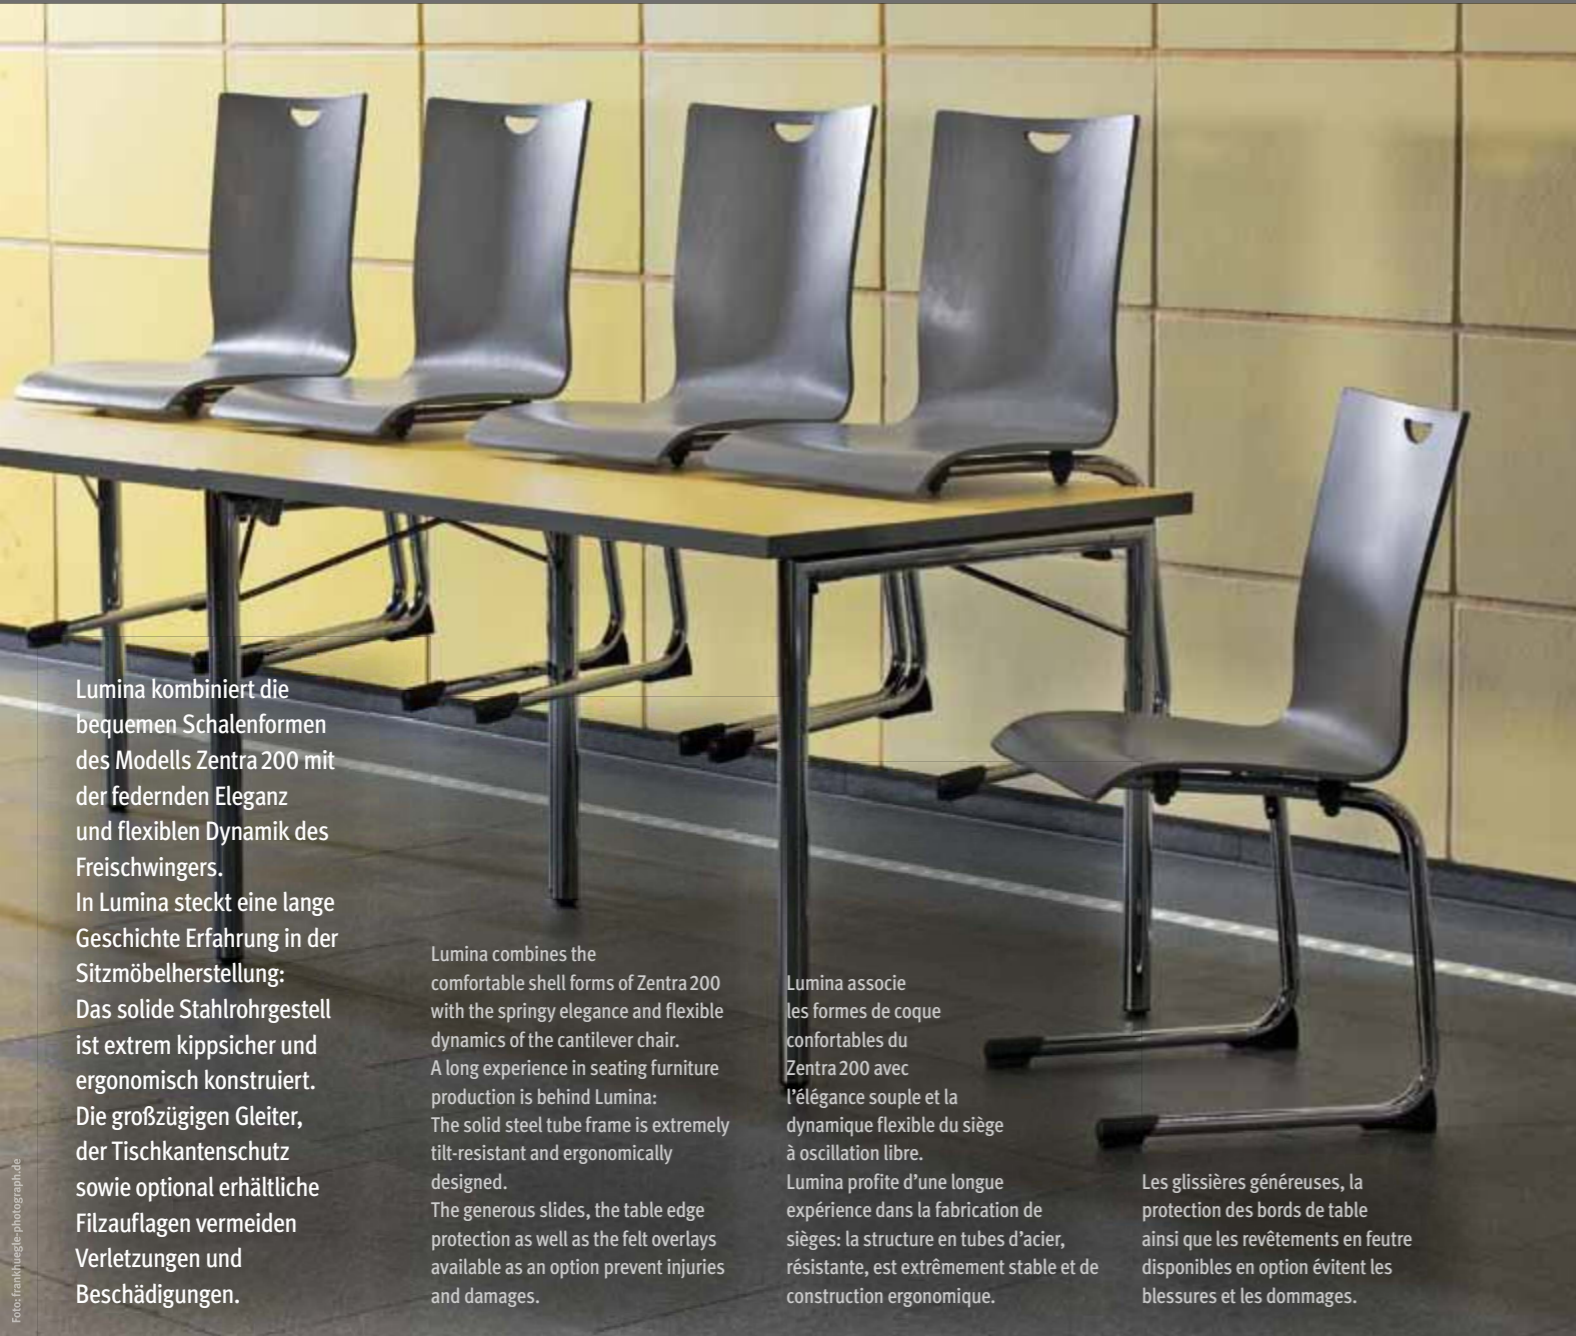 Lumina kombiniert die
bequemen Schalenformen
des Modells Zentra 200 mit
der federnden Eleganz
und flexiblen Dynamik des
Freischwingers.
In Lumina steckt eine lange
Geschichte Erfahrung in der
Sitzmöbelherstellung:
Das solide Stahlrohrgestell
ist extrem kippsicher und
ergonomisch konstruiert.
Die großzügigen Gleiter,
der Tischkantenschutz
sowie optional erhältliche
Filzauflagen vermeiden
Verletzungen und
Beschädigungen.
Lumina combines the
comfortable shell forms of Zentra 200
with the springy elegance and flexible
dynamics of the cantilever chair.
A long experience in seating furniture
production is behind Lumina:
The solid steel tube frame is extremely
tilt-resistant and ergonomically
designed.
The generous slides, the table edge
protection as well as the felt overlays
available as an option prevent injuries
and damages.
Lumina associe
les formes de coque
confortables du
Zentra 200 avec
l’élégance souple et la
dynamique flexible du siège
à oscillation libre.
Lumina profite d’une longue
expérience dans la fabrication de
sièges: la structure en tubes d’acier,
résistante, est extrêmement stable et de
construction ergonomique.
Les glissières généreuses, la
protection des bords de table
ainsi que les revêtements en feutre
disponibles en option évitent les
blessures et les dommages.
Foto: frankhuegle-photograph.de